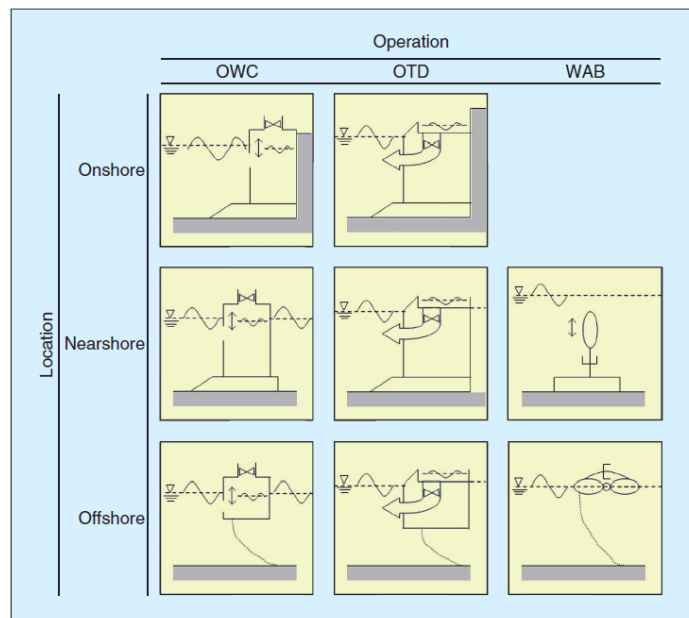 Operation
OWC OTD WAB
Location
Onshore
Nearshore
Offshore